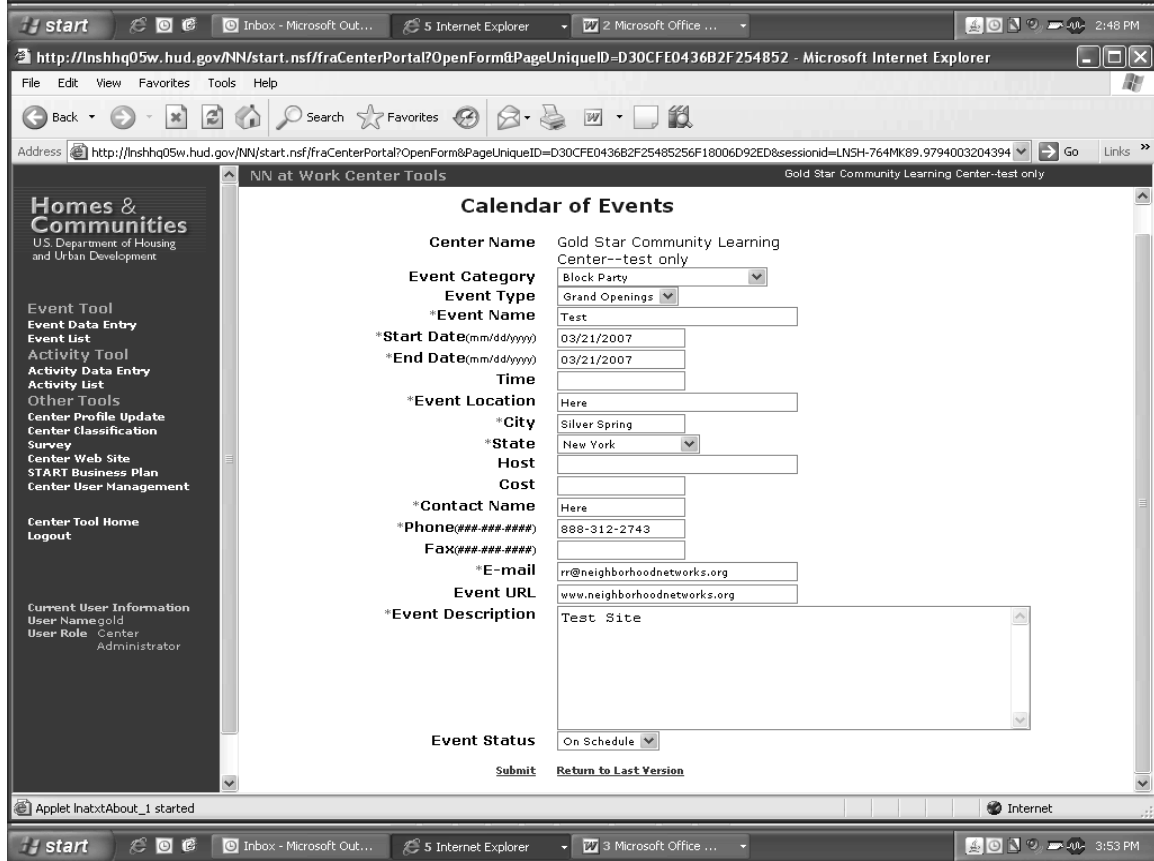 start Inbox - Microsoft Out... 5 Internet Explorer W 2 Microsoft Office ... 2:48 PM
http://lnshhq05w.hud.gov/NN/start.nsf/fraCenterPortal?OpenForm&PageUniqueID=D30CFE0436B2F254852 - Microsoft Internet Explorer
File Edit View Favorites Tools Help
Back Search Favorites W
Address http://lnshhq05w.hud.gov/NN/start.nsf/fraCenterPortal?OpenForm&PageUniqueID=D30CFE0436B2F25485256F18006D92ED&sessionid=LNSH-764MK89.9794003204394 Go Links »
NN at Work Center Tools Gold Star Community Learning Center--test only
Homes &
Communities
U.S. Department of Housing
and Urban Development
Event Tool
Event Data Entry
Event List
Activity Tool
Activity Data Entry
Activity List
Other Tools
Center Profile Update
Center Classification
Survey
Center Web Site
START Business Plan
Center User Management
Center Tool Home
Logout
Current User Information
User Name gold
User Role Center
Administrator
Calendar of Events
Center Name Gold Star Community Learning
Center--test only
Event Category Block Party
Event Type Grand Openings
*Event Name Test
*Start Date(mm/dd/yyyy) 03/21/2007
*End Date(mm/dd/yyyy) 03/21/2007
Time
*Event Location Here
*City Silver Spring
*State New York
Host
Cost
*Contact Name Here
*Phone(###-###-####) 888-312-2743
Fax(###-###-####)
*E-mail rr@neighborhoodnetworks.org
Event URL www.neighborhoodnetworks.org
*Event Description Test Site
Event Status On Schedule
Submit Return to Last Version
Applet lnatxtAbout_1 started Internet
start Inbox - Microsoft Out... 5 Internet Explorer W 3 Microsoft Office ... 3:53 PM